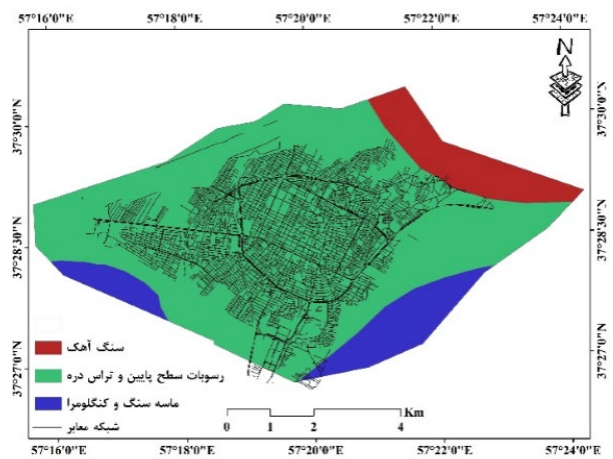 57°16'0"E 57°18'0"E 57°20'0"E 57°22'0"E 57°24'0"E
N
37°30'0"N 37°30'0"N
37°28'30"N 37°28'30"N
37°27'0"N 37°27'0"N
سنگ آهک
رسوبات سطح پایین و تراس دره
ماسه سنگ و کنگلومرا
شبکه معابر
Km
0 1 2 4
57°16'0"E 57°18'0"E 57°20'0"E 57°22'0"E 57°24'0"E